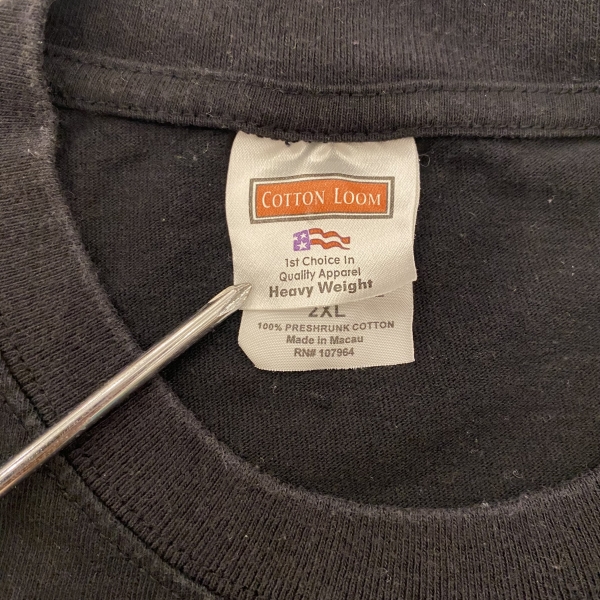 COTTON LOOM
1st Choice In
Quality Apparel
Heavy Weight
2XL
100% PRESHRUNK COTTON
Made in Macau
RN# 107964